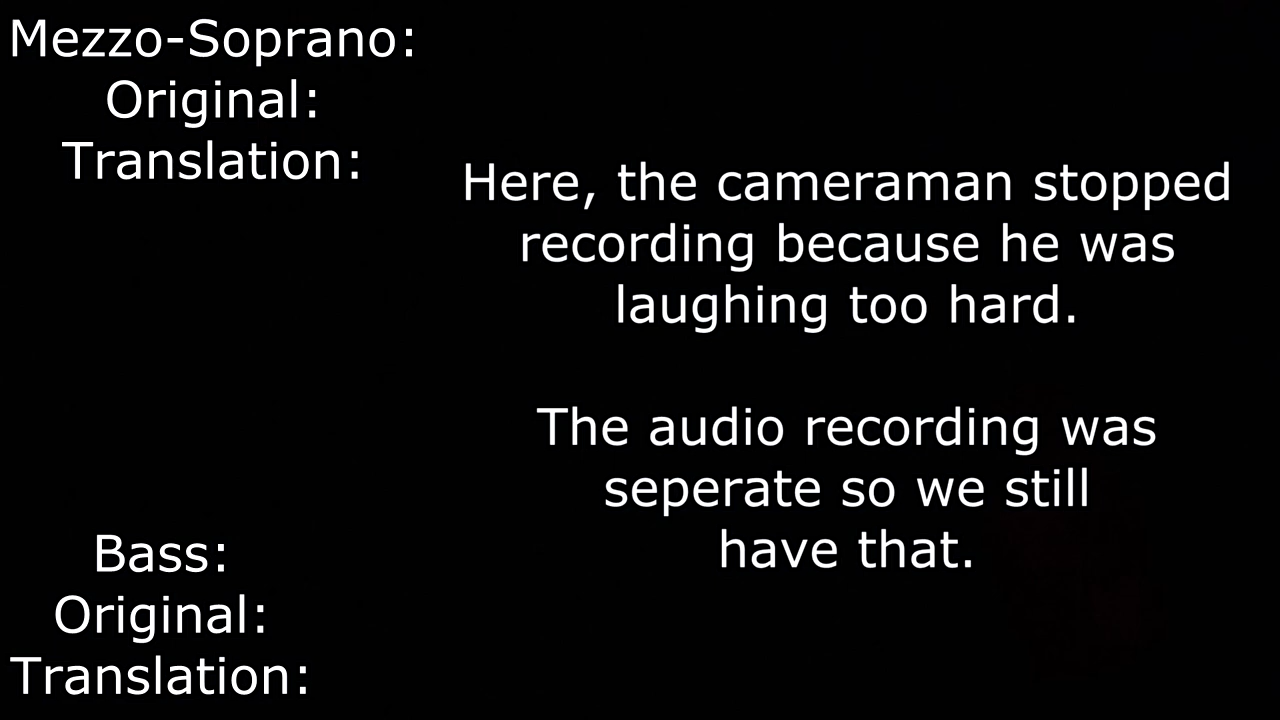 Mezzo-Soprano:
Original:
Translation:
Here, the cameraman stopped
recording because he was
laughing too hard.
The audio recording was
seperate so we still
have that.
Bass:
Original:
Translation: